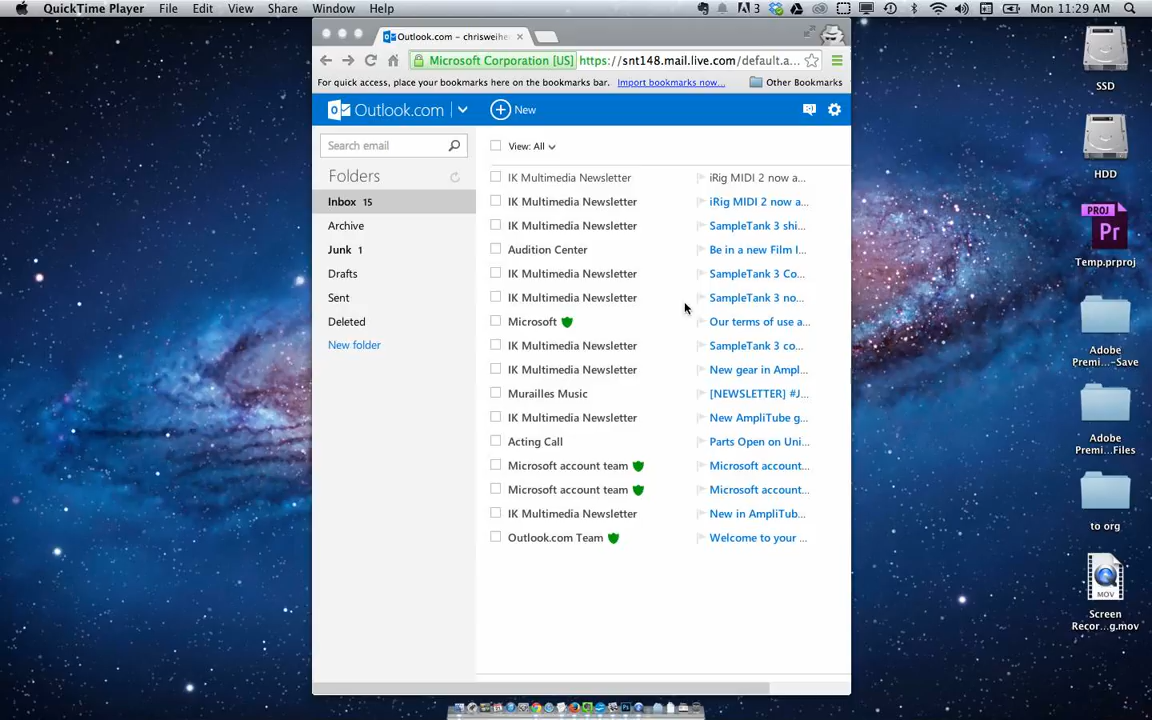 QuickTime Player File Edit View Share Window Help
3
Mon 11:29 AM
Outlook.com – chrisweihe
Microsoft Corporation [US]
https://snt148.mail.live.com/default.a...
For quick access, place your bookmarks here on the bookmarks bar. Import bookmarks now...
Other Bookmarks
Outlook.com
New
Search email
View: All
Folders
Inbox 15
Archive
Junk 1
Drafts
Sent
Deleted
New folder
IK Multimedia Newsletter iRig MIDI 2 now a...
IK Multimedia Newsletter iRig MIDI 2 now a...
IK Multimedia Newsletter SampleTank 3 shi...
Audition Center Be in a new Film l...
IK Multimedia Newsletter SampleTank 3 Co...
IK Multimedia Newsletter SampleTank 3 no...
Microsoft Our terms of use a...
IK Multimedia Newsletter SampleTank 3 co...
IK Multimedia Newsletter New gear in Ampl...
Murailles Music [NEWSLETTER] #J...
IK Multimedia Newsletter New AmpliTube g...
Acting Call Parts Open on Uni...
Microsoft account team Microsoft account...
Microsoft account team Microsoft account...
IK Multimedia Newsletter New in AmpliTub...
Outlook.com Team Welcome to your ...
SSD
HDD
PROJ
Pr
Temp.prproj
Adobe
Premi...-Save
Adobe
Premi....Files
to org
MOV
Screen
Recor...g.mov